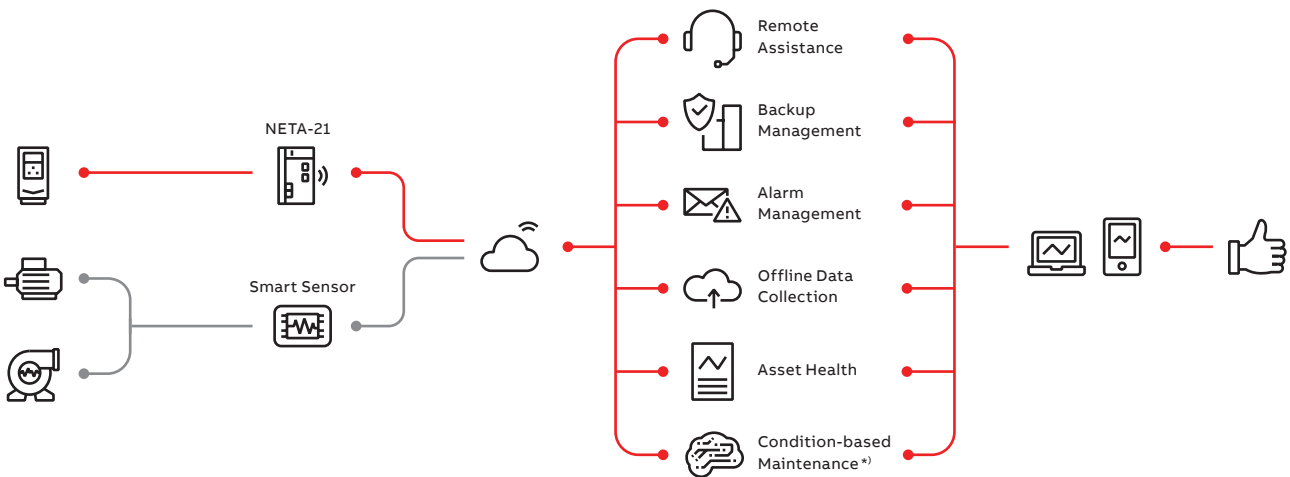 NETA-21
Smart Sensor
Remote
Assistance
Backup
Management
Alarm
Management
Offline Data
Collection
Asset Health
Condition-based
Maintenance *)